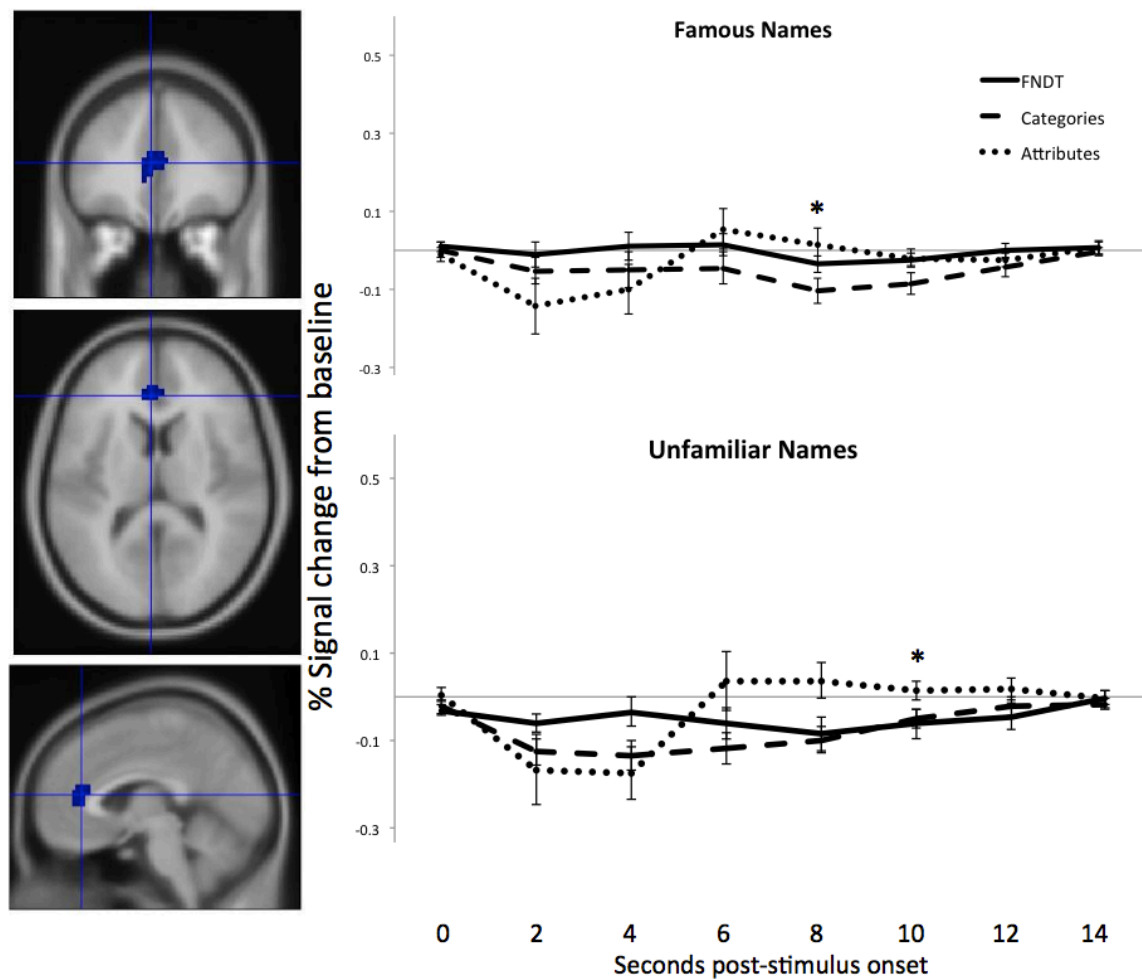 Famous Names
FNDT
Categories
Attributes
0.5
0.3
0.1
*
-0.1
-0.3
% Signal change from baseline
Unfamiliar Names
0.5
0.3
0.1
*
-0.1
-0.3
0 2 4 6 8 10 12 14
Seconds post-stimulus onset